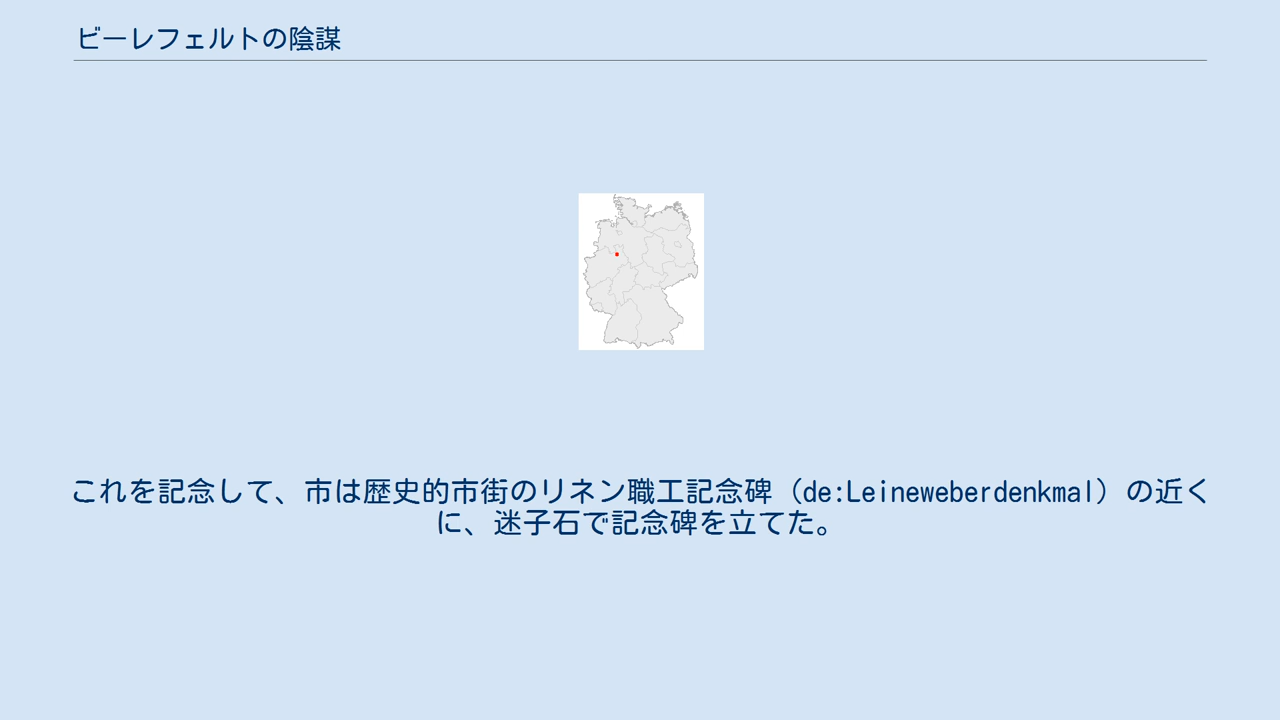 ビーレフェルトの陰謀
これを記念して、市は歴史的市街のリネン職工記念碑（de:Leineweberdenkmal）の近く
に、迷子石で記念碑を立てた。